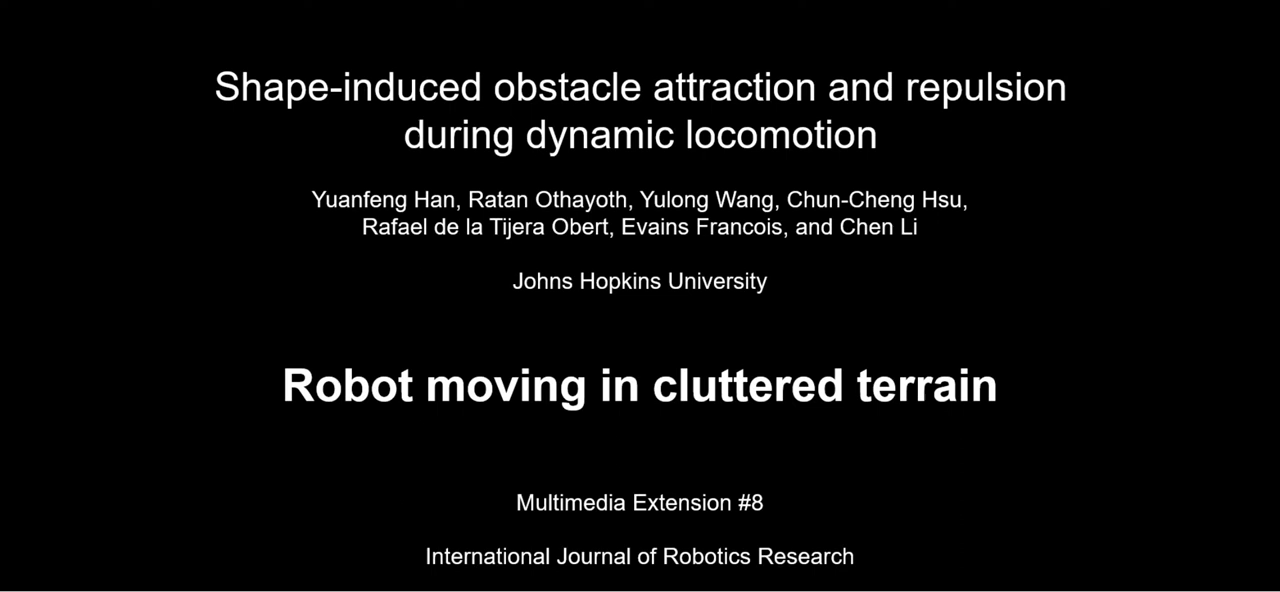 Shape-induced obstacle attraction and repulsion
during dynamic locomotion
Yuanfeng Han, Ratan Othayoth, Yulong Wang, Chun-Cheng Hsu,
Rafael de la Tijera Obert, Evains Francois, and Chen Li
Johns Hopkins University
Robot moving in cluttered terrain
Multimedia Extension #8
International Journal of Robotics Research